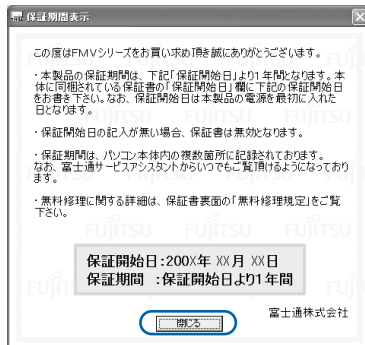 保証期間表示
この度はFMVシリーズをお買い求め頂き誠にありがとうございます。
・本製品の保証期間は、下記「保証開始日」より1年間となります。本
体に同梱されている保証書の「保証開始日」欄に下記の保証開始日
をお書き下さい。なお、保証開始日は本製品の電源を最初に入れた
日となります。
・保証開始日の記入が無い場合、保証書は無効となります。
・保証期間は、パソコン本体内の複数箇所に記録されております。
なお、富士通サービスアシスタントからいつでもご覧頂けるようになっており
ます。
・無料修理に関する詳細は、保証書裏面の「無料修理規定」をご覧
下さい。
保証開始日：200X年 XX月 XX日
保証期間 ：保証開始日より1年間
閉じる
富士通株式会社